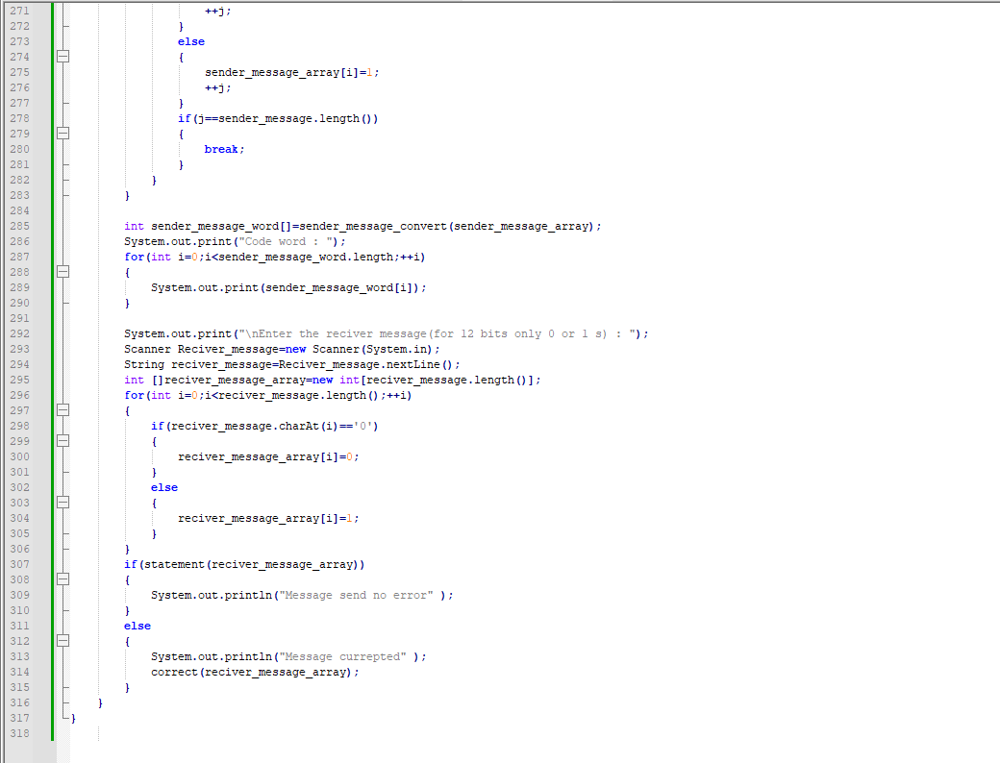 271 ++j;
272 }
273 else
274 {
275 sender_message_array[i]=1;
276 ++j;
277 }
278 if(j==sender_message.length())
279 {
280 break;
281 }
282 }
283 }
284
285 int sender_message_word[]=sender_message_convert(sender_message_array);
286 System.out.print("Code word : ");
287 for(int i=0;i<sender_message_word.length;++i)
288 {
289 System.out.print(sender_message_word[i]);
290 }
291
292 System.out.print("\nEnter the reciver message(for 12 bits only 0 or 1 s) : ");
293 Scanner Reciver_message=new Scanner(System.in);
294 String reciver_message=Reciver_message.nextLine();
295 int []reciver_message_array=new int[reciver_message.length()];
296 for(int i=0;i<reciver_message.length();++i)
297 {
298 if(reciver_message.charAt(i)=='0')
299 {
300 reciver_message_array[i]=0;
301 }
302 else
303 {
304 reciver_message_array[i]=1;
305 }
306 }
307 if(statement(reciver_message_array))
308 {
309 System.out.println("Message send no error" );
310 }
311 else
312 {
313 System.out.println("Message currepted" );
314 correct(reciver_message_array);
315 }
316 }
317 }
318